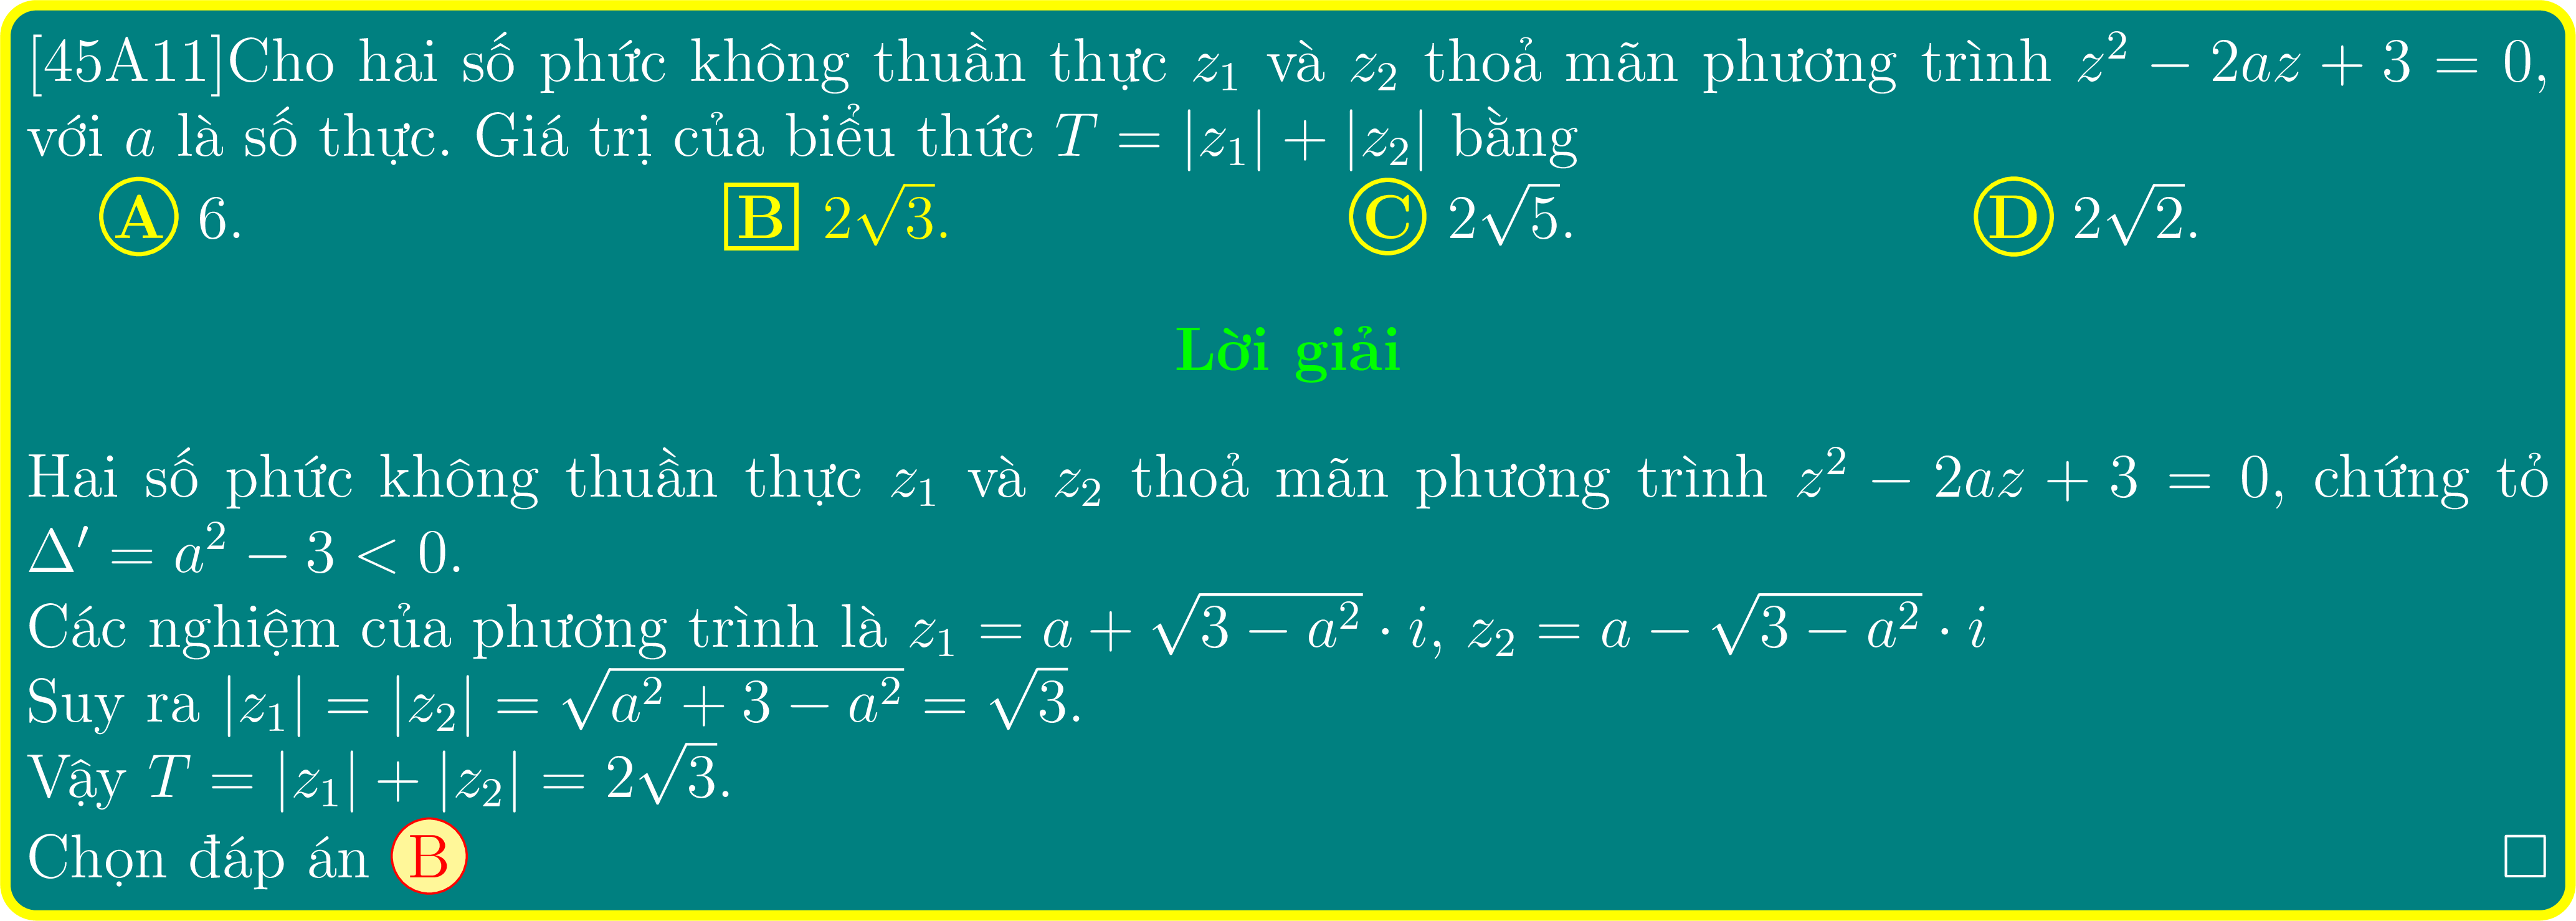 [45A11]Cho hai số phức không thuần thực z₁ và z₂ thoả mãn phương trình z² − 2az + 3 = 0,
với a là số thực. Giá trị của biểu thức T = |z₁| + |z₂| bằng
A 6. B 2√3. C 2√5. D 2√2.
Lời giải
Hai số phức không thuần thực z₁ và z₂ thoả mãn phương trình z² − 2az + 3 = 0, chứng tỏ
Δ′ = a² − 3 < 0.
Các nghiệm của phương trình là z₁ = a + √(3 − a²) · i, z₂ = a − √(3 − a²) · i
Suy ra |z₁| = |z₂| = √(a² + 3 − a²) = √3.
Vậy T = |z₁| + |z₂| = 2√3.
Chọn đáp án B □